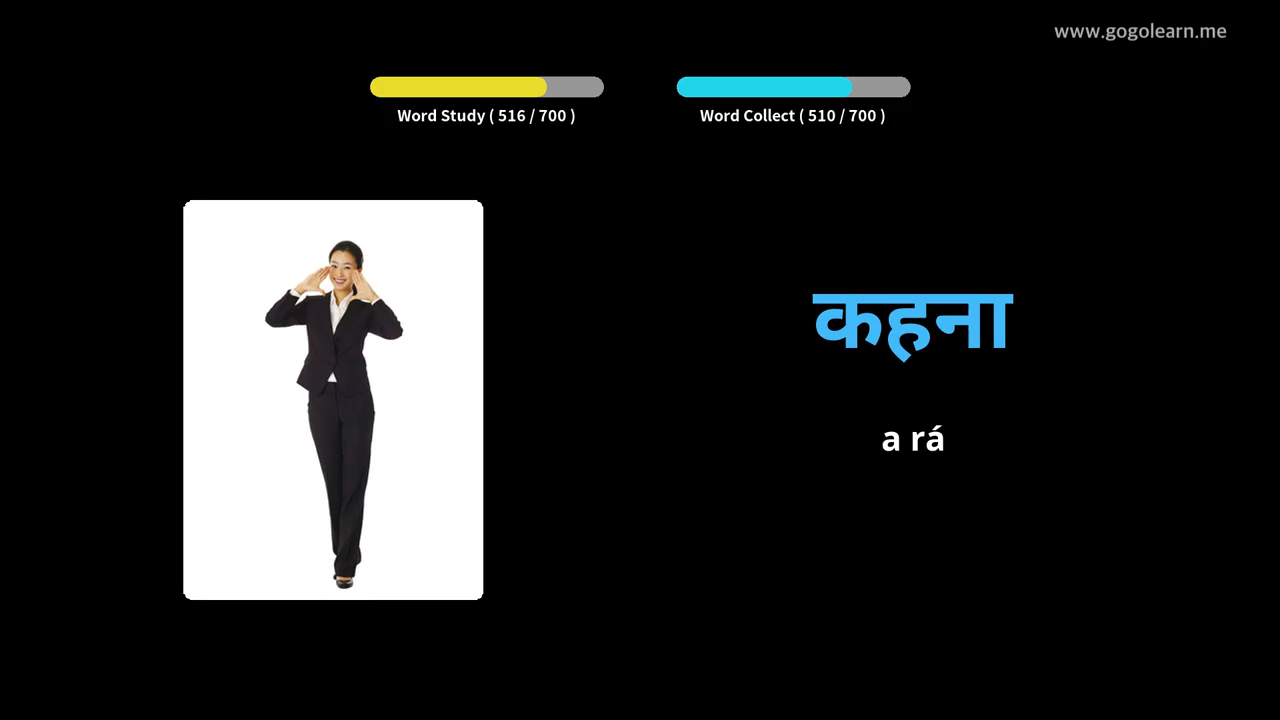 www.gogolearn.me
Word Study ( 516 / 700 )
Word Collect ( 510 / 700 )
कहना
a rá